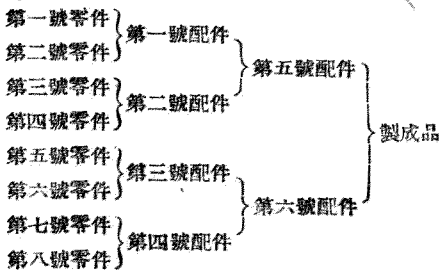 第一號零件
第二號零件
第一號配件
第三號零件
第四號零件
第二號配件
第五號配件
第五號零件
第六號零件
第三號配件
第七號零件
第八號零件
第四號配件
第六號配件
製成品